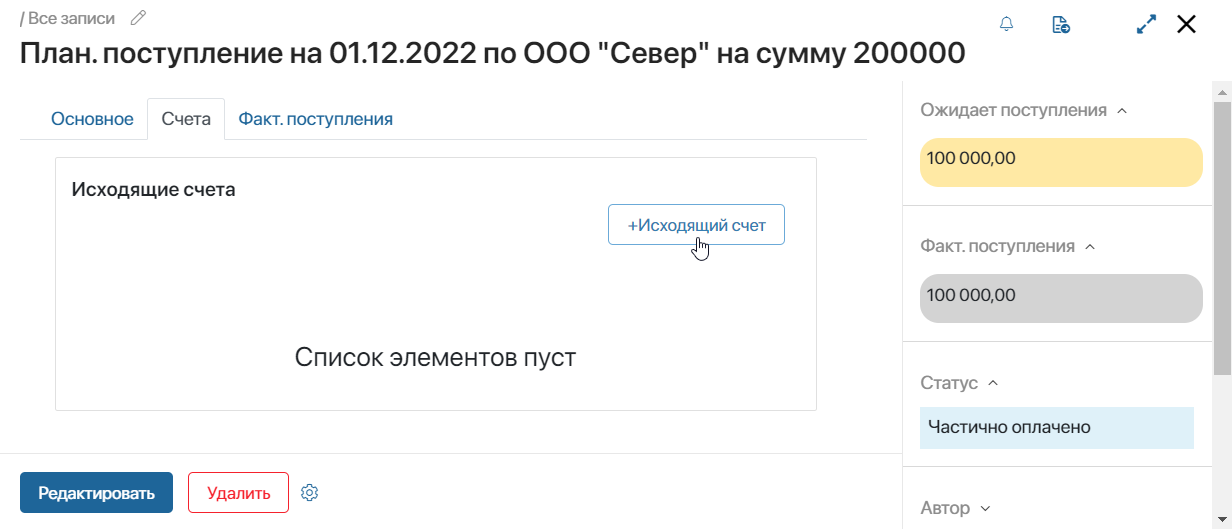 / Все записи
План. поступление на 01.12.2022 по ООО "Север" на сумму 200000
Основное
Счета
Факт. поступления
Исходящие счета
+Исходящий счет
Список элементов пуст
Редактировать
Удалить
Ожидает поступления
100 000,00
Факт. поступления
100 000,00
Статус
Частично оплачено
Автор